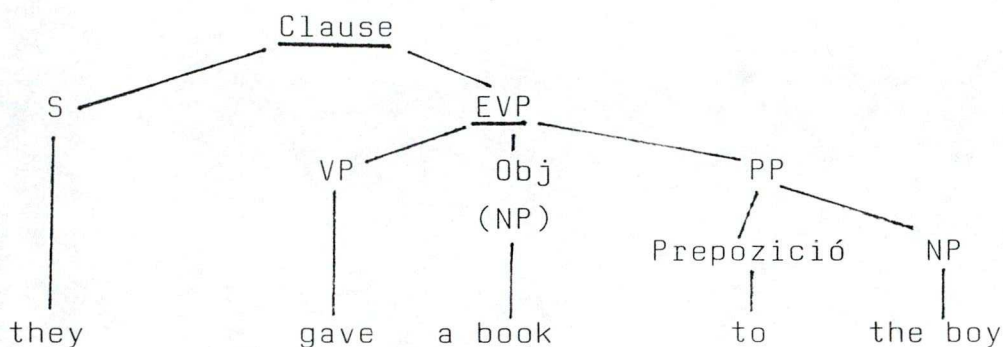 Clause
S EVP
VP Obj PP
(NP)
Prepozició NP
they gave a book to the boy